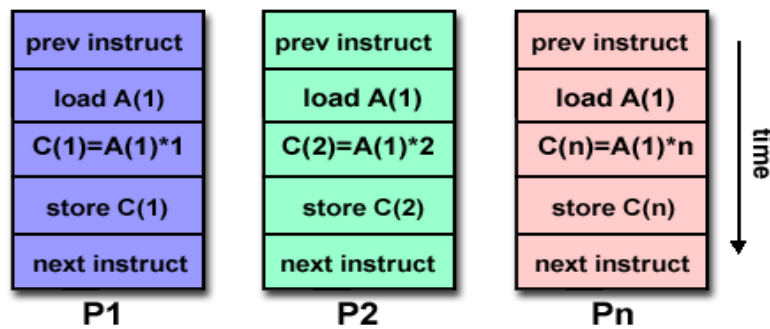 prev instruct
load A(1)
C(1)=A(1)*1
store C(1)
next instruct
P1
prev instruct
load A(1)
C(2)=A(1)*2
store C(2)
next instruct
P2
prev instruct
load A(1)
C(n)=A(1)*n
store C(n)
next instruct
Pn
time